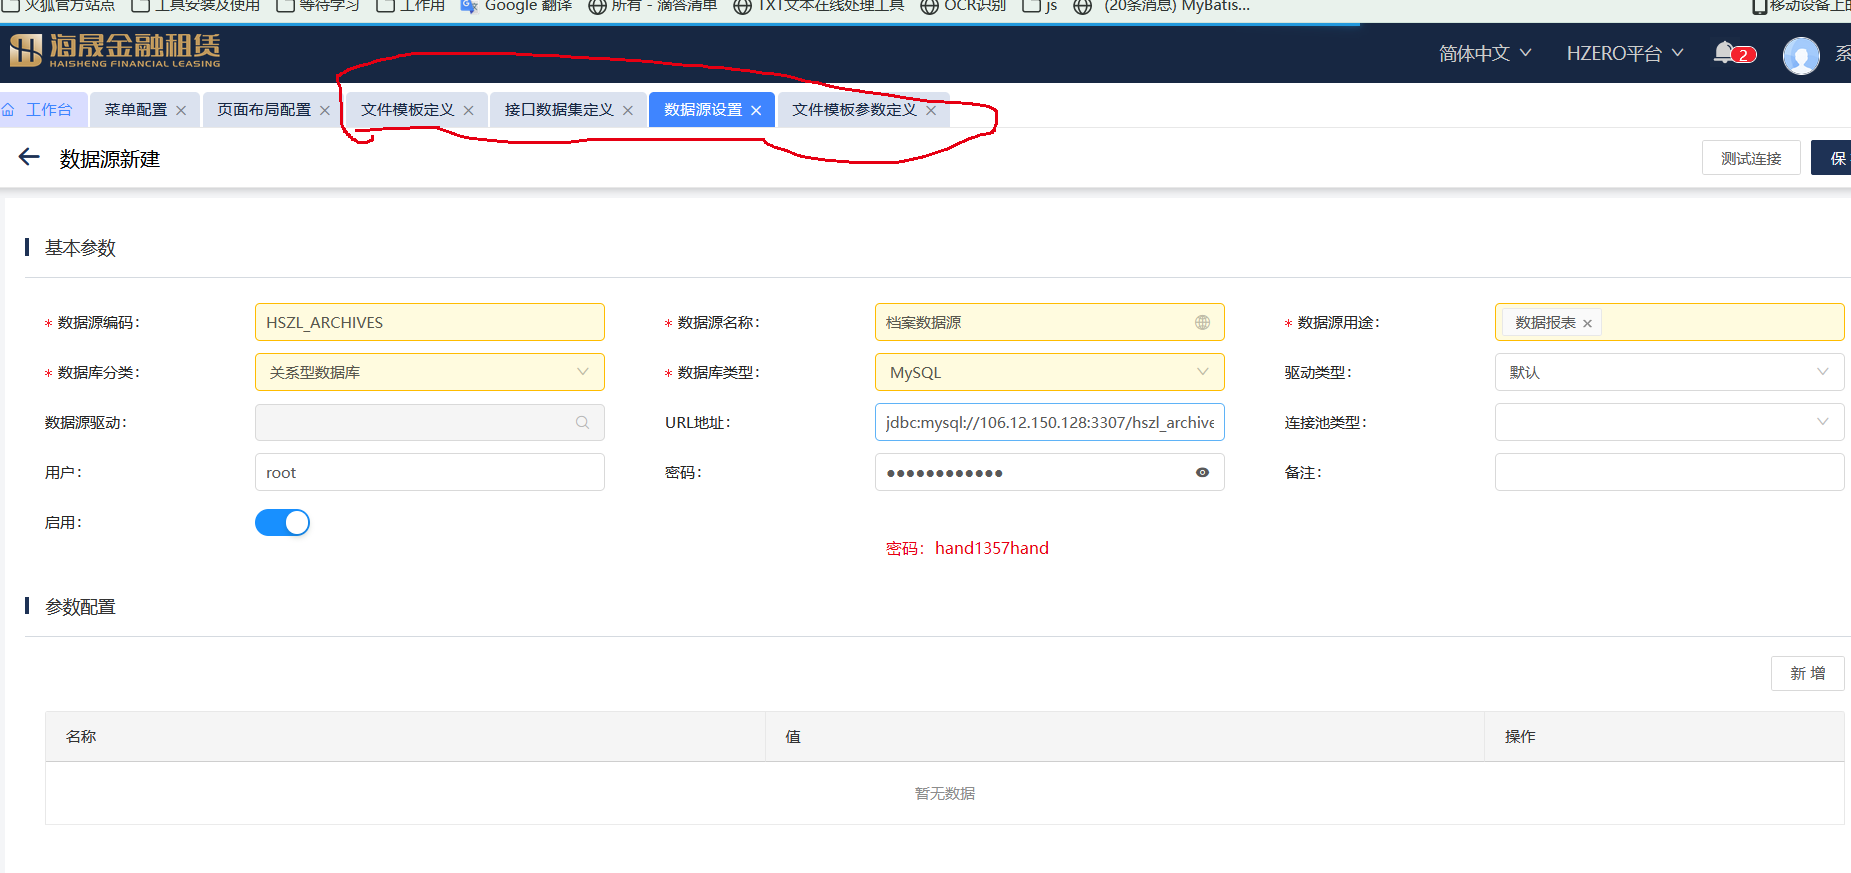 火狐官方站点 工具安装及使用 等待学习 工作用 Google 翻译 所有 - 滴答清单 TXT文本在线处理工具 OCR识别 js (20条消息) MyBatis... 移动设备上的
海晟金融租赁
HAISHENG FINANCIAL LEASING
简体中文 HZERO平台 2 系
工作台 菜单配置 页面布局配置 文件模板定义 接口数据集定义 数据源设置 文件模板参数定义
数据源新建 测试连接 保
基本参数
* 数据源编码: HSZL_ARCHIVES * 数据源名称: 档案数据源 * 数据源用途: 数据报表
* 数据库分类: 关系型数据库 * 数据库类型: MySQL 驱动类型: 默认
数据源驱动: URL地址: jdbc:mysql://106.12.150.128:3307/hszl_archive 连接池类型:
用户: root 密码: ●●●●●●●●●●●● 备注:
启用:
密码：hand1357hand
参数配置
新 增
名称 值 操作
暂无数据